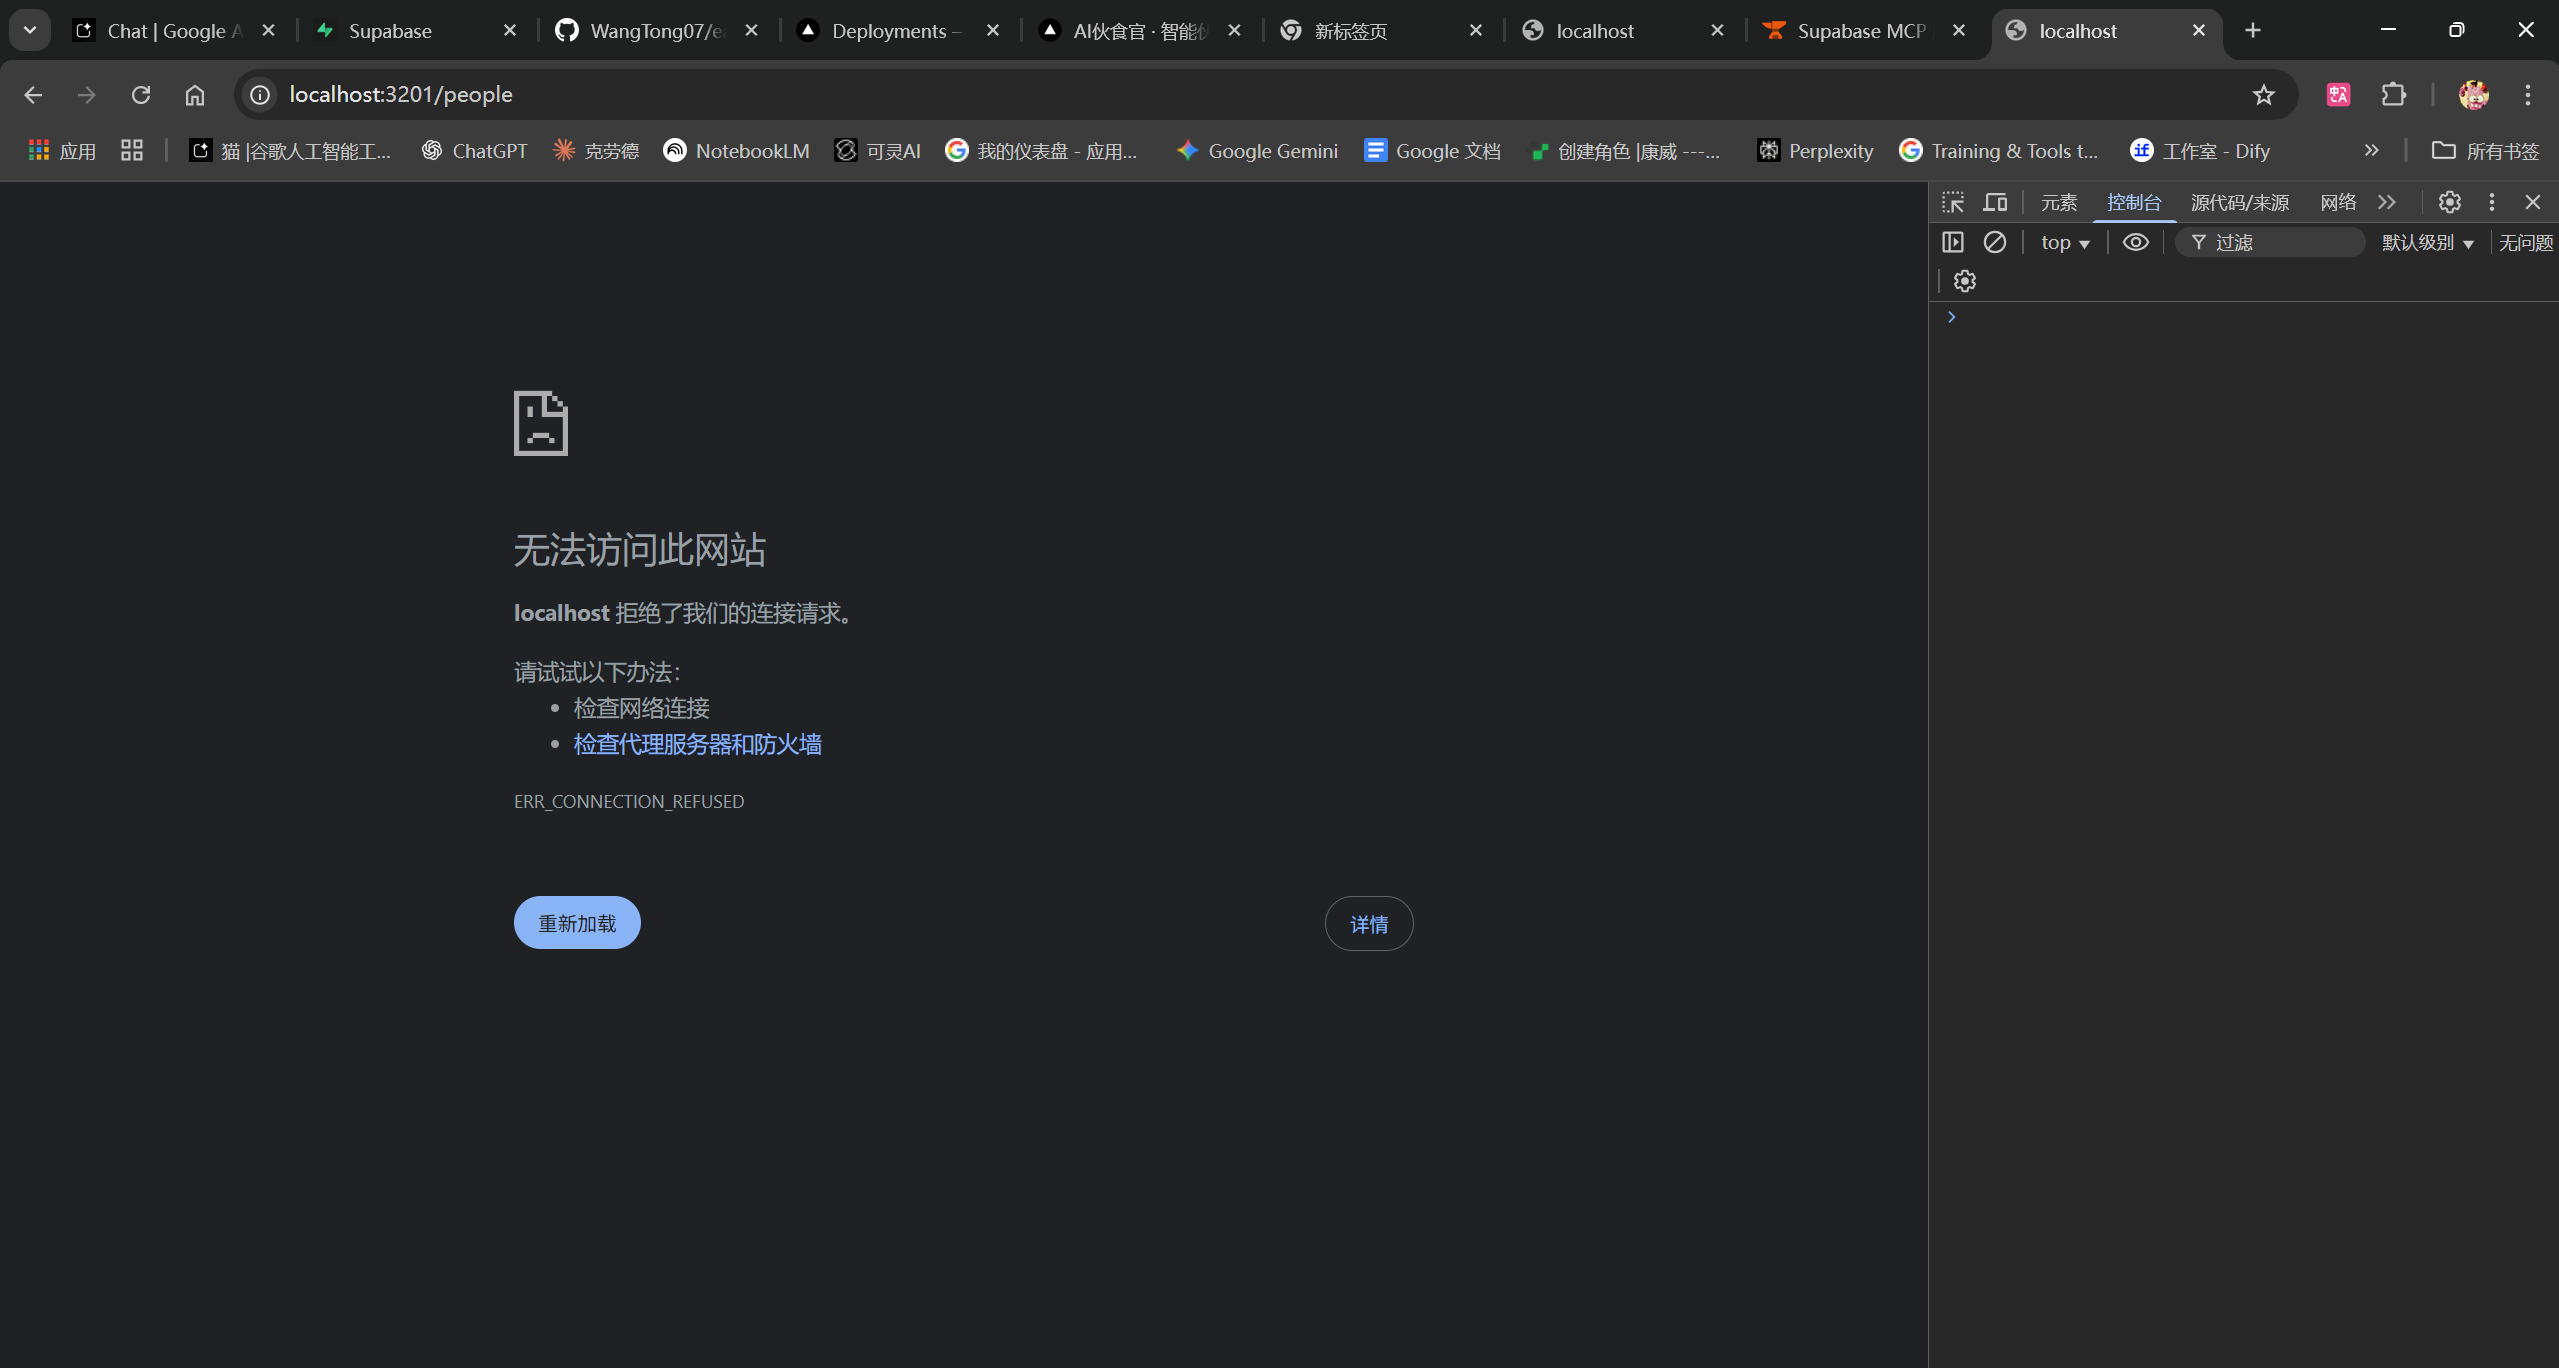 Chat | Google A
Supabase
WangTong07/ea
Deployments –
AI伙食官 · 智能伙
新标签页
localhost
Supabase MCP
localhost
localhost:3201/people
应用
猫 |谷歌人工智能工...
ChatGPT
克劳德
NotebookLM
可灵AI
我的仪表盘 - 应用...
Google Gemini
Google 文档
创建角色 |康威 ---...
Perplexity
Training & Tools t...
工作室 - Dify
所有书签
元素
控制台
源代码/来源
网络
top
过滤
默认级别
无问题
无法访问此网站
localhost 拒绝了我们的连接请求。
请试试以下办法：
• 检查网络连接
• 检查代理服务器和防火墙
ERR_CONNECTION_REFUSED
重新加载
详情